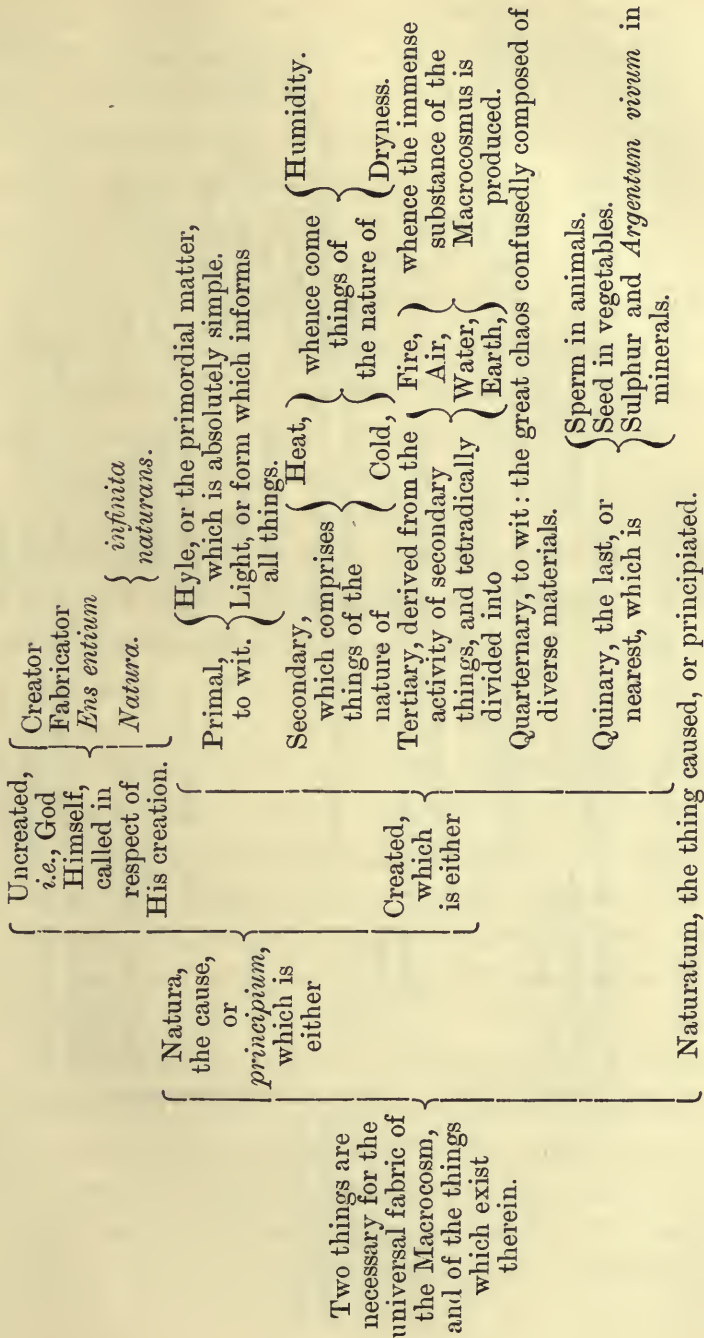 Two things are
necessary for the
universal fabric of
the Macrocosm,
and of the things
which exist
therein.
Natura,
the cause,
or
principium,
which is
either
Uncreated,
i.e., God
Himself,
called in
respect of
His creation.
Creator
Fabricator
Ens entium
Natura.
infinita
naturans.
Created,
which
is either
Primal,
to wit.
Hyle, or the primordial matter,
which is absolutely simple.
Light, or form which informs
all things.
Secondary,
which comprises
things of the
nature of
Heat,
Cold,
whence come
things of
the nature of
Humidity.
Dryness.
Tertiary, derived from the
activity of secondary
things, and tetradically
divided into
Fire,
Air,
Water,
Earth,
whence the immense
substance of the
Macrocosmus is
produced.
Quarternary, to wit: the great chaos confusedly composed of
diverse materials.
Quinary, the last, or
nearest, which is
Sperm in animals.
Seed in vegetables.
Sulphur and Argentum vivum in
minerals.
Naturatum, the thing caused, or principiated.